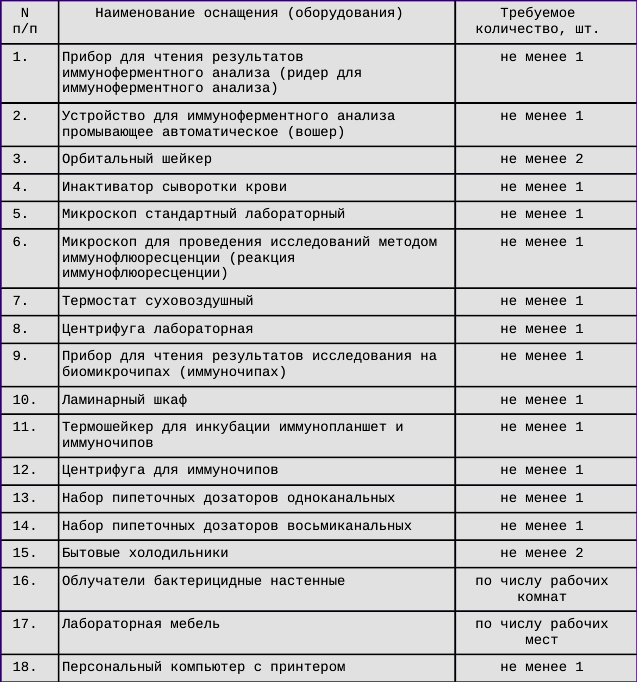 N Наименование оснащения (оборудования) Требуемое
п/п количество, шт.
1. Прибор для чтения результатов не менее 1
иммуноферментного анализа (ридер для
иммуноферментного анализа)
2. Устройство для иммуноферментного анализа не менее 1
промывающее автоматическое (вошер)
3. Орбитальный шейкер не менее 2
4. Инактиватор сыворотки крови не менее 1
5. Микроскоп стандартный лабораторный не менее 1
6. Микроскоп для проведения исследований методом не менее 1
иммунофлюоресценции (реакция
иммунофлюоресценции)
7. Термостат суховоздушный не менее 1
8. Центрифуга лабораторная не менее 1
9. Прибор для чтения результатов исследования на не менее 1
биомикрочипах (иммуночипах)
10. Ламинарный шкаф не менее 1
11. Термошейкер для инкубации иммунопланшет и не менее 1
иммуночипов
12. Центрифуга для иммуночипов не менее 1
13. Набор пипеточных дозаторов одноканальных не менее 1
14. Набор пипеточных дозаторов восьмиканальных не менее 1
15. Бытовые холодильники не менее 2
16. Облучатели бактерицидные настенные по числу рабочих
комнат
17. Лабораторная мебель по числу рабочих
мест
18. Персональный компьютер с принтером не менее 1